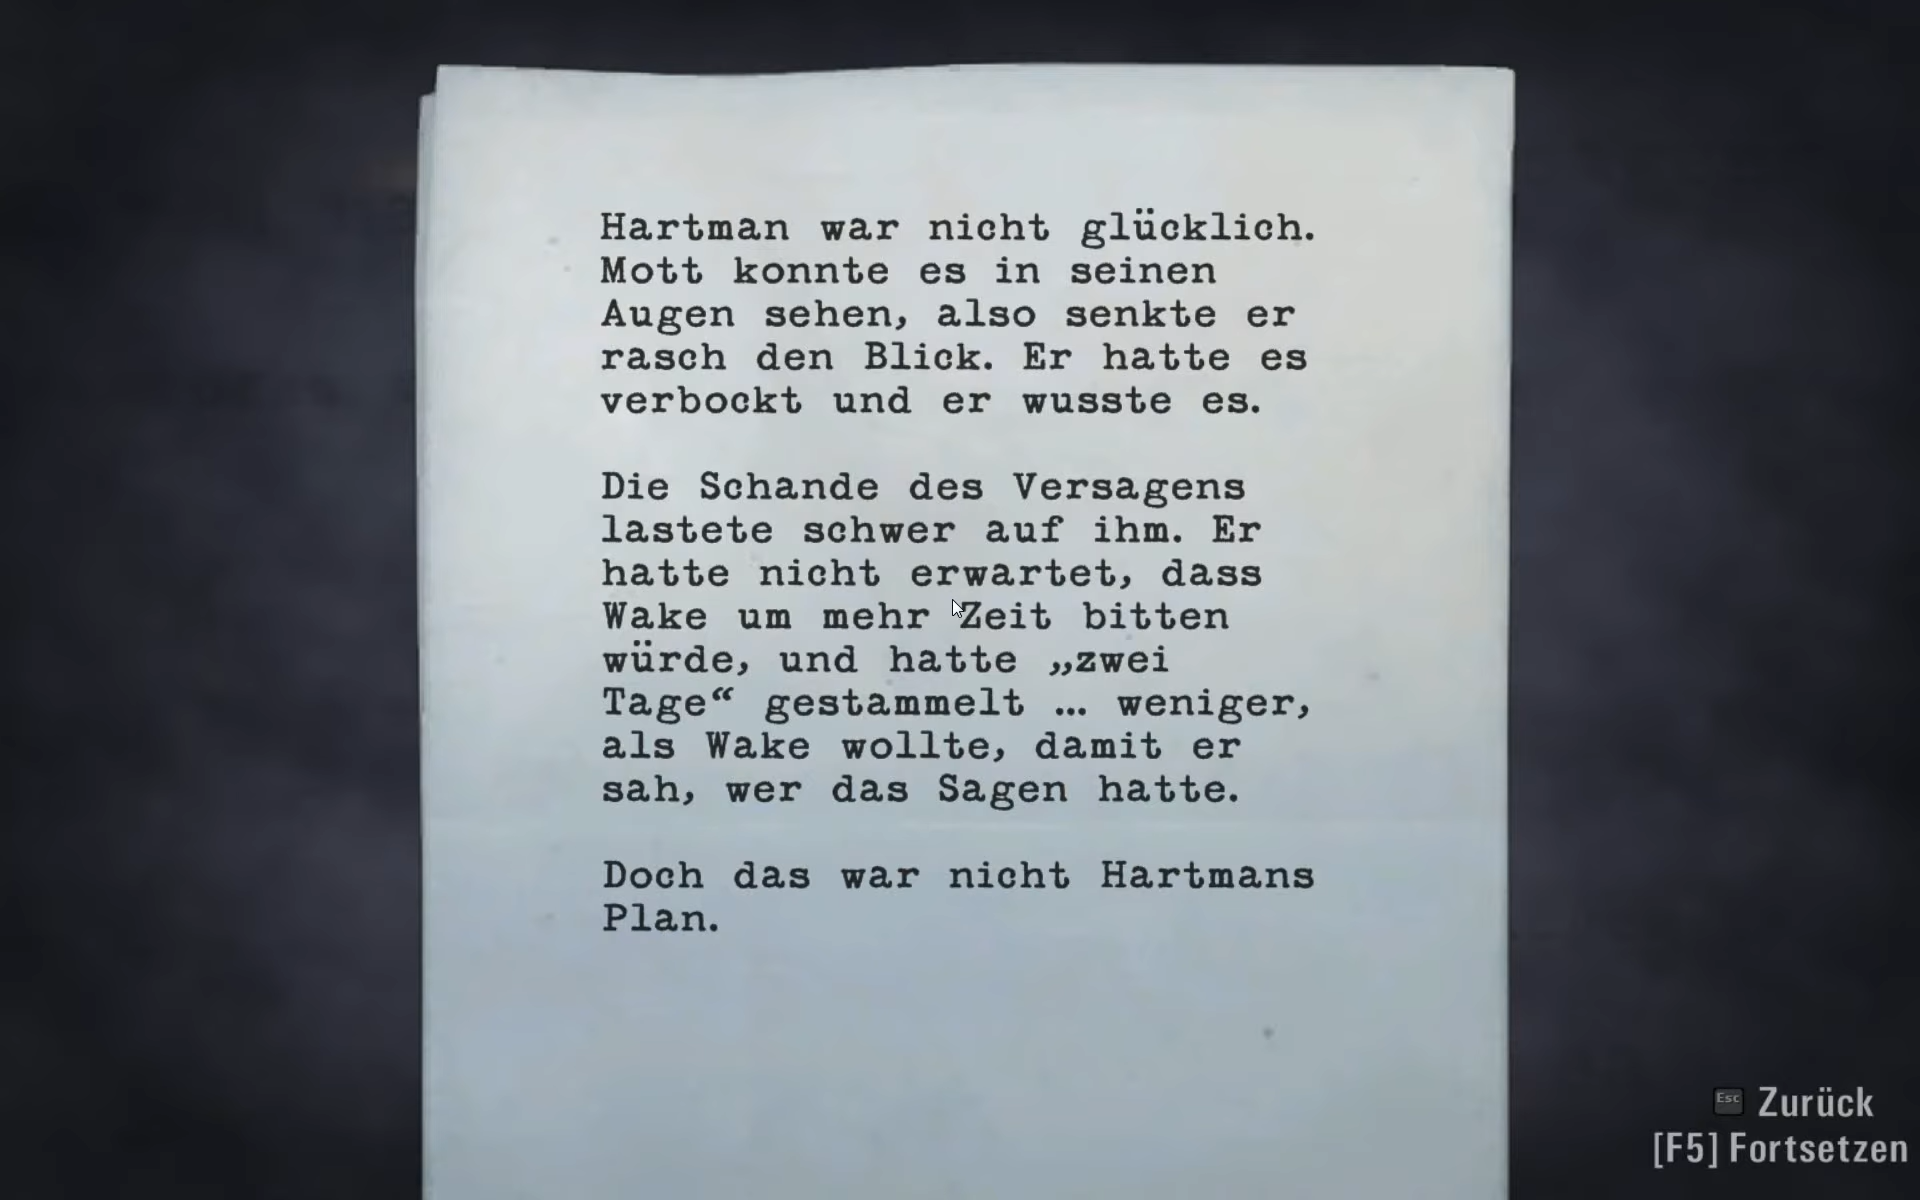 Hartman war nicht glücklich.
Mott konnte es in seinen
Augen sehen, also senkte er
rasch den Blick. Er hatte es
verbockt und er wusste es.
Die Schande des Versagens
lastete schwer auf ihm. Er
hatte nicht erwartet, dass
Wake um mehr Zeit bitten
würde, und hatte „zwei
Tage“ gestammelt … weniger,
als Wake wollte, damit er
sah, wer das Sagen hatte.
Doch das war nicht Hartmans
Plan.
Esc Zurück
[F5] Fortsetzen